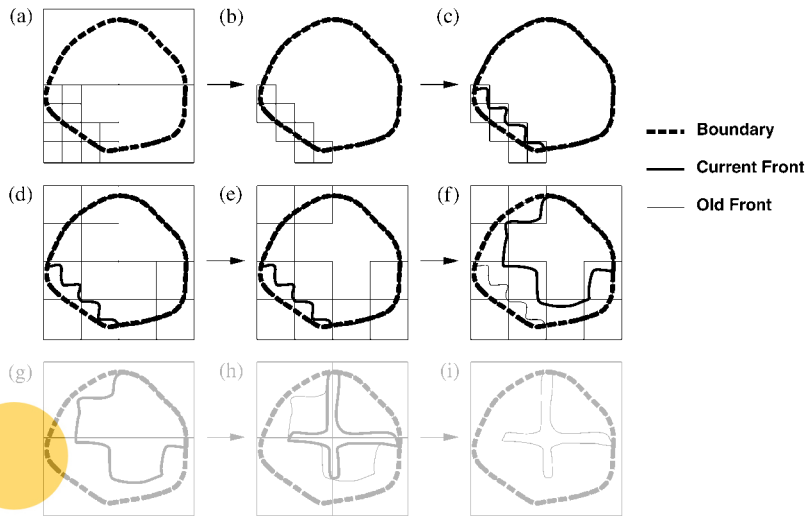 (a)
(b)
(c)
Boundary
Current Front
Old Front
(d)
(e)
(f)
(g)
(h)
(i)